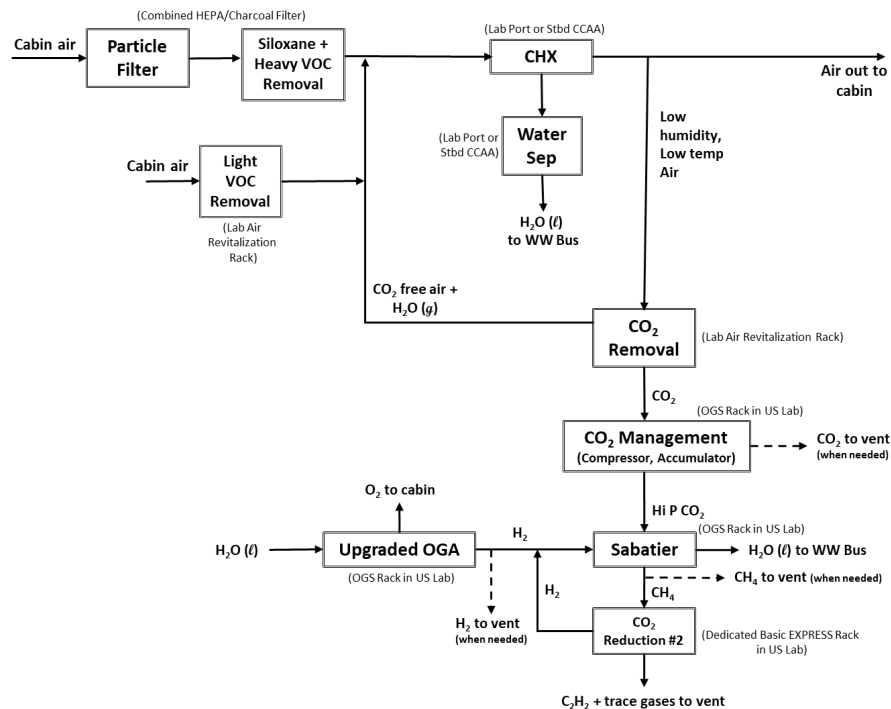 (Combined HEPA/Charcoal Filter)
Cabin air
Particle
Filter
Siloxane +
Heavy VOC
Removal
(Lab Port or Stbd CCAA)
CHX
Air out to
cabin
(Lab Port or
Stbd CCAA)
Water
Sep
Low
humidity,
Low temp
Air
Cabin air
Light
VOC
Removal
(Lab Air
Revitalization
Rack)
H₂O (ℓ)
to WW Bus
CO₂ free air +
H₂O (ℊ)
CO₂
Removal
(Lab Air Revitalization Rack)
CO₂
(OGS Rack in US Lab)
CO₂ Management
(Compressor, Accumulator)
CO₂ to vent
(when needed)
O₂ to cabin
Hi P CO₂
(OGS Rack in US Lab)
H₂O (ℓ)
Upgraded OGA
(OGS Rack in US Lab)
H₂
Sabatier
H₂O (ℓ) to WW Bus
CH₄ to vent (when needed)
H₂
CH₄
H₂ to vent
(when needed)
CO₂
Reduction #2
(Dedicated Basic EXPRESS Rack
in US Lab)
C₂H₂ + trace gases to vent